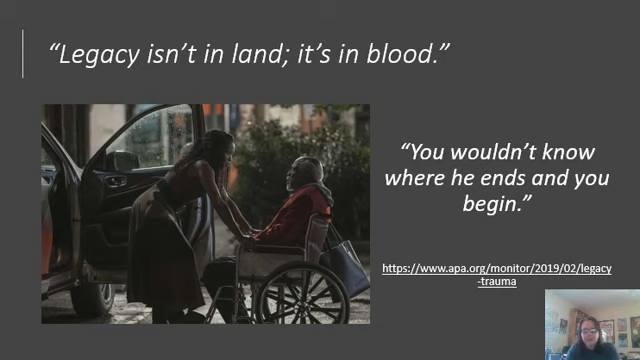 “Legacy isn’t in land; it’s in blood.”
“You wouldn’t know
where he ends and you
begin.”
https://www.apa.org/monitor/2019/02/legacy
-trauma